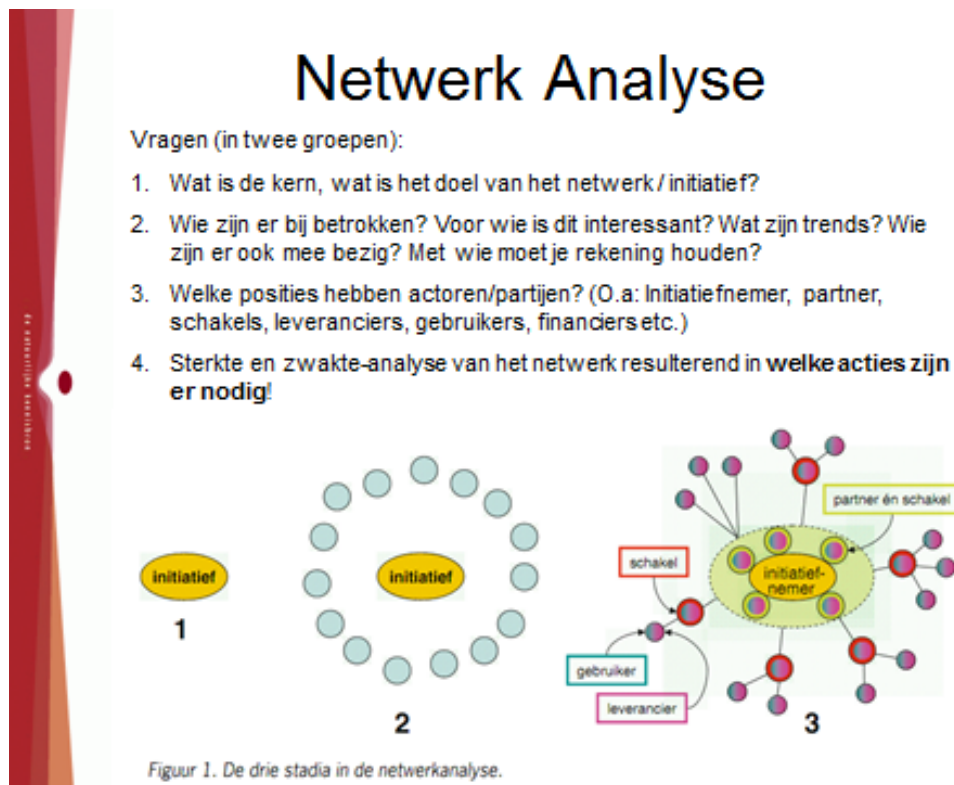 Netwerk Analyse
Vragen (in twee groepen):
1. Wat is de kern, wat is het doel van het netwerk / initiatief?
2. Wie zijn er bij betrokken? Voor wie is dit interessant? Wat zijn trends? Wie
zijn er ook mee bezig? Met wie moet je rekening houden?
3. Welke posities hebben actoren/partijen? (O.a: Initiatiefnemer, partner,
schakels, leveranciers, gebruikers, financiers etc.)
4. Sterkte en zwakte-analyse van het netwerk resulterend in welke acties zijn
er nodig!
de natuurlijke kennisbron
initiatief
1
initiatief
2
partner én schakel
schakel
initiatief-
nemer
gebruiker
leverancier
3
Figuur 1. De drie stadia in de netwerkanalyse.